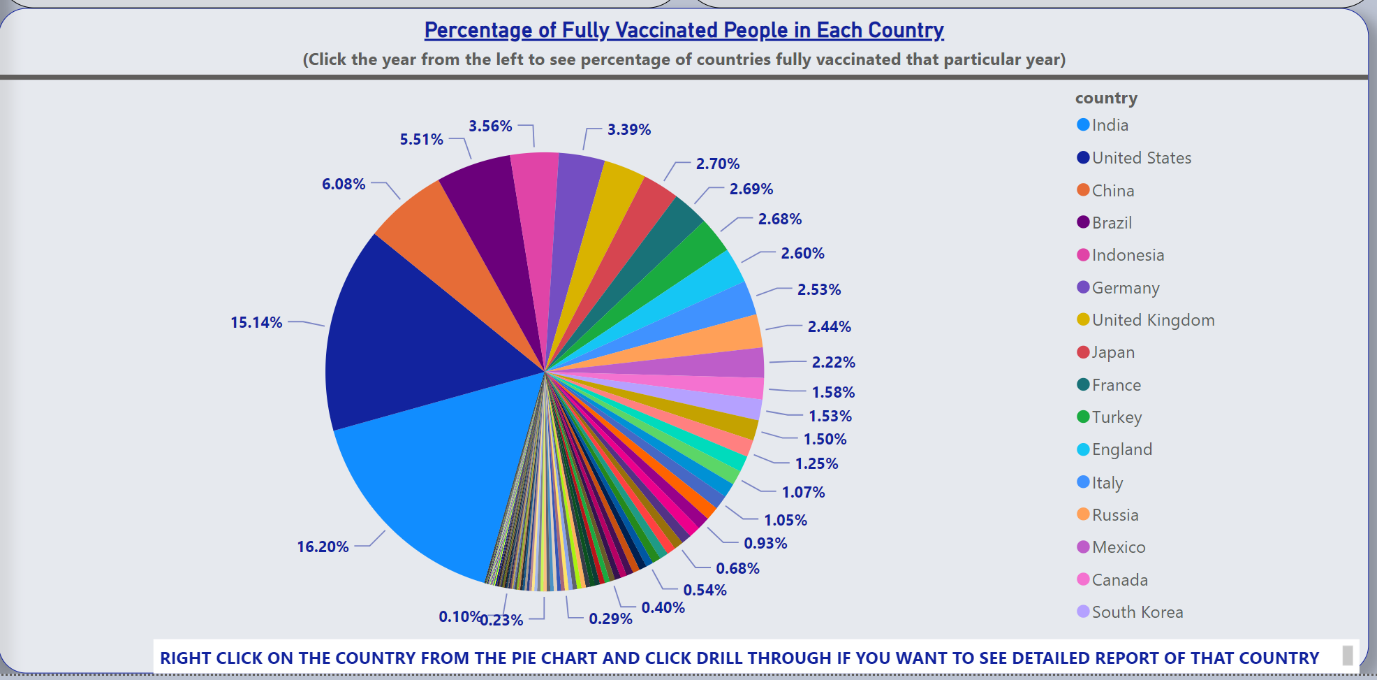 Percentage of Fully Vaccinated People in Each Country
(Click the year from the left to see percentage of countries fully vaccinated that particular year)
country
India
United States
China
Brazil
Indonesia
Germany
United Kingdom
Japan
France
Turkey
England
Italy
Russia
Mexico
Canada
South Korea
3.56%
3.39%
5.51%
2.70%
6.08%
2.69%
2.68%
2.60%
2.53%
15.14%
2.44%
2.22%
1.58%
1.53%
1.50%
1.25%
1.07%
1.05%
16.20%
0.93%
0.68%
0.54%
0.40%
0.10%
0.23%
0.29%
RIGHT CLICK ON THE COUNTRY FROM THE PIE CHART AND CLICK DRILL THROUGH IF YOU WANT TO SEE DETAILED REPORT OF THAT COUNTRY